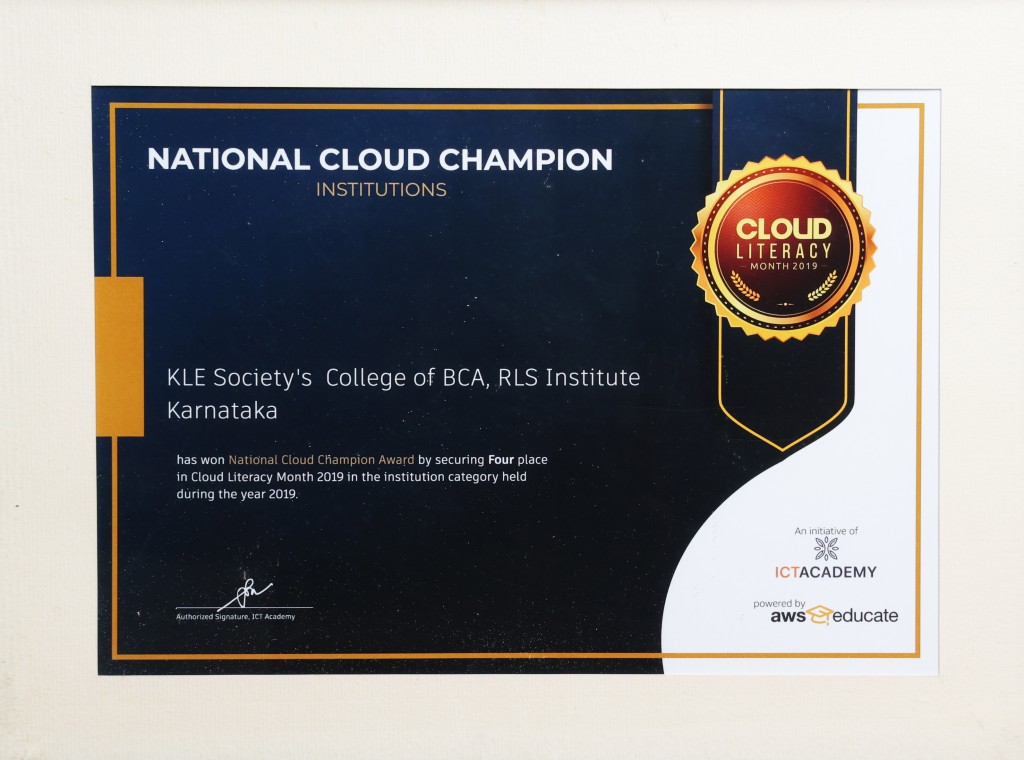 NATIONAL CLOUD CHAMPION
INSTITUTIONS
CLOUD
LITERACY
MONTH 2019
KLE Society's College of BCA, RLS Institute
Karnataka
has won National Cloud Champion Award by securing Four place
in Cloud Literacy Month 2019 in the institution category held
during the year 2019.
Authorized Signature, ICT Academy
An initiative of
ICTACADEMY
powered by
aws educate